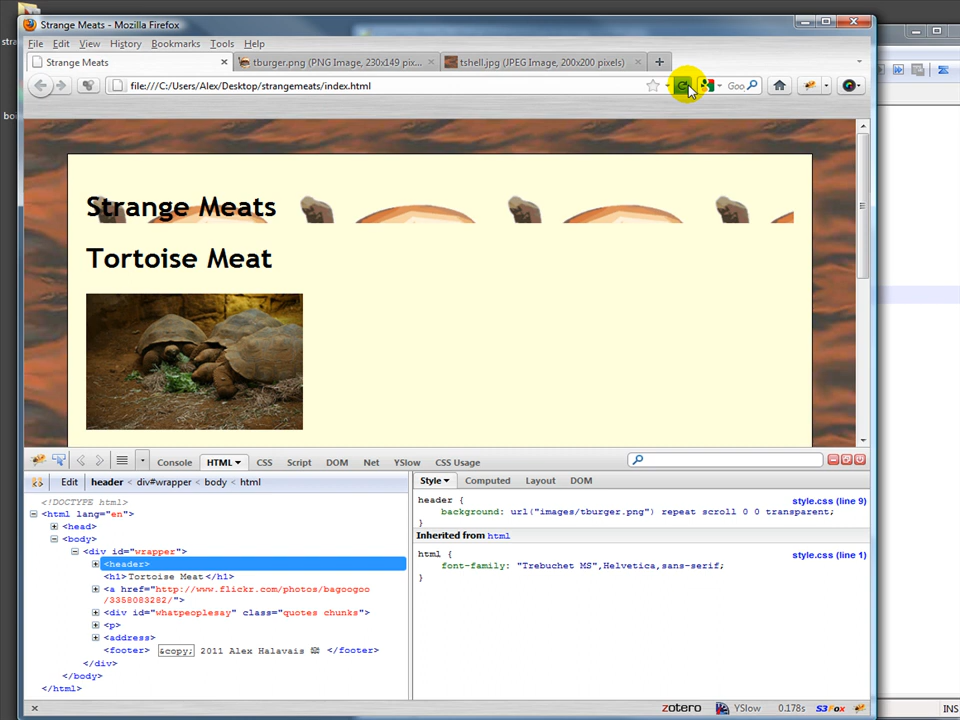 Strange Meats - Mozilla Firefox
File Edit View History Bookmarks Tools Help
Strange Meats
tburger.png (PNG Image, 230x149 pix...
tshell.jpg (JPEG Image, 200x200 pixels)
file:///C:/Users/Alex/Desktop/strangemeats/index.html
Goo
Strange Meats
Tortoise Meat
Console HTML CSS Script DOM Net YSlow CSS Usage
Edit header < div#wrapper < body < html
Style Computed Layout DOM
<!DOCTYPE html>
<html lang="en">
<head>
<body>
<div id="wrapper">
<header>
<h1>Tortoise Meat</h1>
<a href="http://www.flickr.com/photos/bagoogoo
/3358083282/">
<div id="whatpeoplesay" class="quotes chunks">
<p>
<address>
<footer> &copy; 2011 Alex Halavais </footer>
</div>
</body>
</html>
header { style.css (line 9)
background: url("images/tburger.png") repeat scroll 0 0 transparent;
}
Inherited from html
html { style.css (line 1)
font-family: "Trebuchet MS",Helvetica,sans-serif;
}
zotero YSlow 0.178s S3Fox
INS